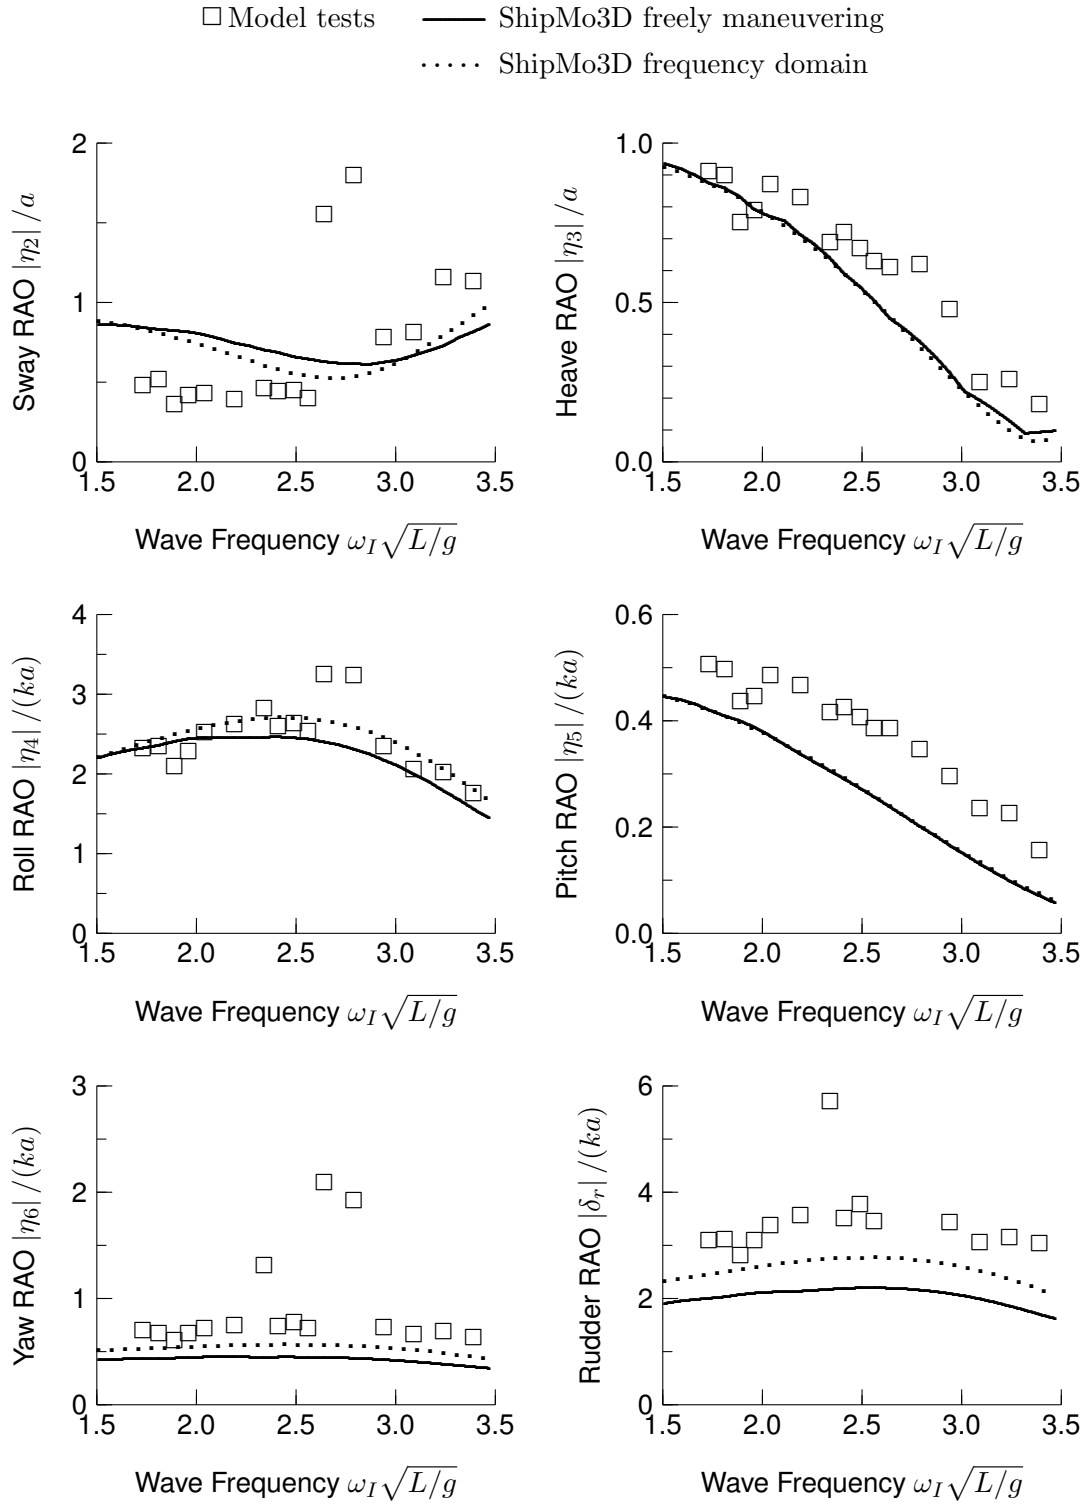 □ Model tests — ShipMo3D freely maneuvering
····· ShipMo3D frequency domain
Sway RAO |η₂|/a
2
1
0
1.5 2.0 2.5 3.0 3.5
Wave Frequency ω_I√(L/g)
Heave RAO |η₃|/a
1.0
0.5
0.0
1.5 2.0 2.5 3.0 3.5
Wave Frequency ω_I√(L/g)
Roll RAO |η₄|/(ka)
4
3
2
1
0
1.5 2.0 2.5 3.0 3.5
Wave Frequency ω_I√(L/g)
Pitch RAO |η₅|/(ka)
0.6
0.4
0.2
0.0
1.5 2.0 2.5 3.0 3.5
Wave Frequency ω_I√(L/g)
Yaw RAO |η₆|/(ka)
3
2
1
0
1.5 2.0 2.5 3.0 3.5
Wave Frequency ω_I√(L/g)
Rudder RAO |δ_r|/(ka)
6
4
2
0
1.5 2.0 2.5 3.0 3.5
Wave Frequency ω_I√(L/g)